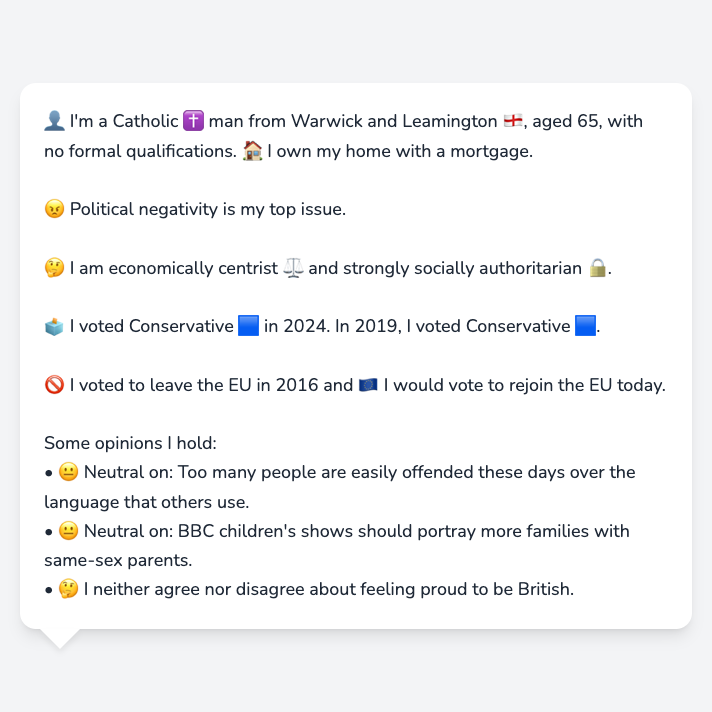 👤 I'm a Catholic ✝️ man from Warwick and Leamington 🏴󠁧󠁢󠁥󠁮󠁧󠁿, aged 65, with
no formal qualifications. 🏠 I own my home with a mortgage.
😠 Political negativity is my top issue.
🤔 I am economically centrist ⚖️ and strongly socially authoritarian 🔒.
🗳️ I voted Conservative 🟦 in 2024. In 2019, I voted Conservative 🟦.
🚫 I voted to leave the EU in 2016 and 🇪🇺 I would vote to rejoin the EU today.
Some opinions I hold:
• 😐 Neutral on: Too many people are easily offended these days over the
language that others use.
• 😐 Neutral on: BBC children's shows should portray more families with
same-sex parents.
• 🤔 I neither agree nor disagree about feeling proud to be British.